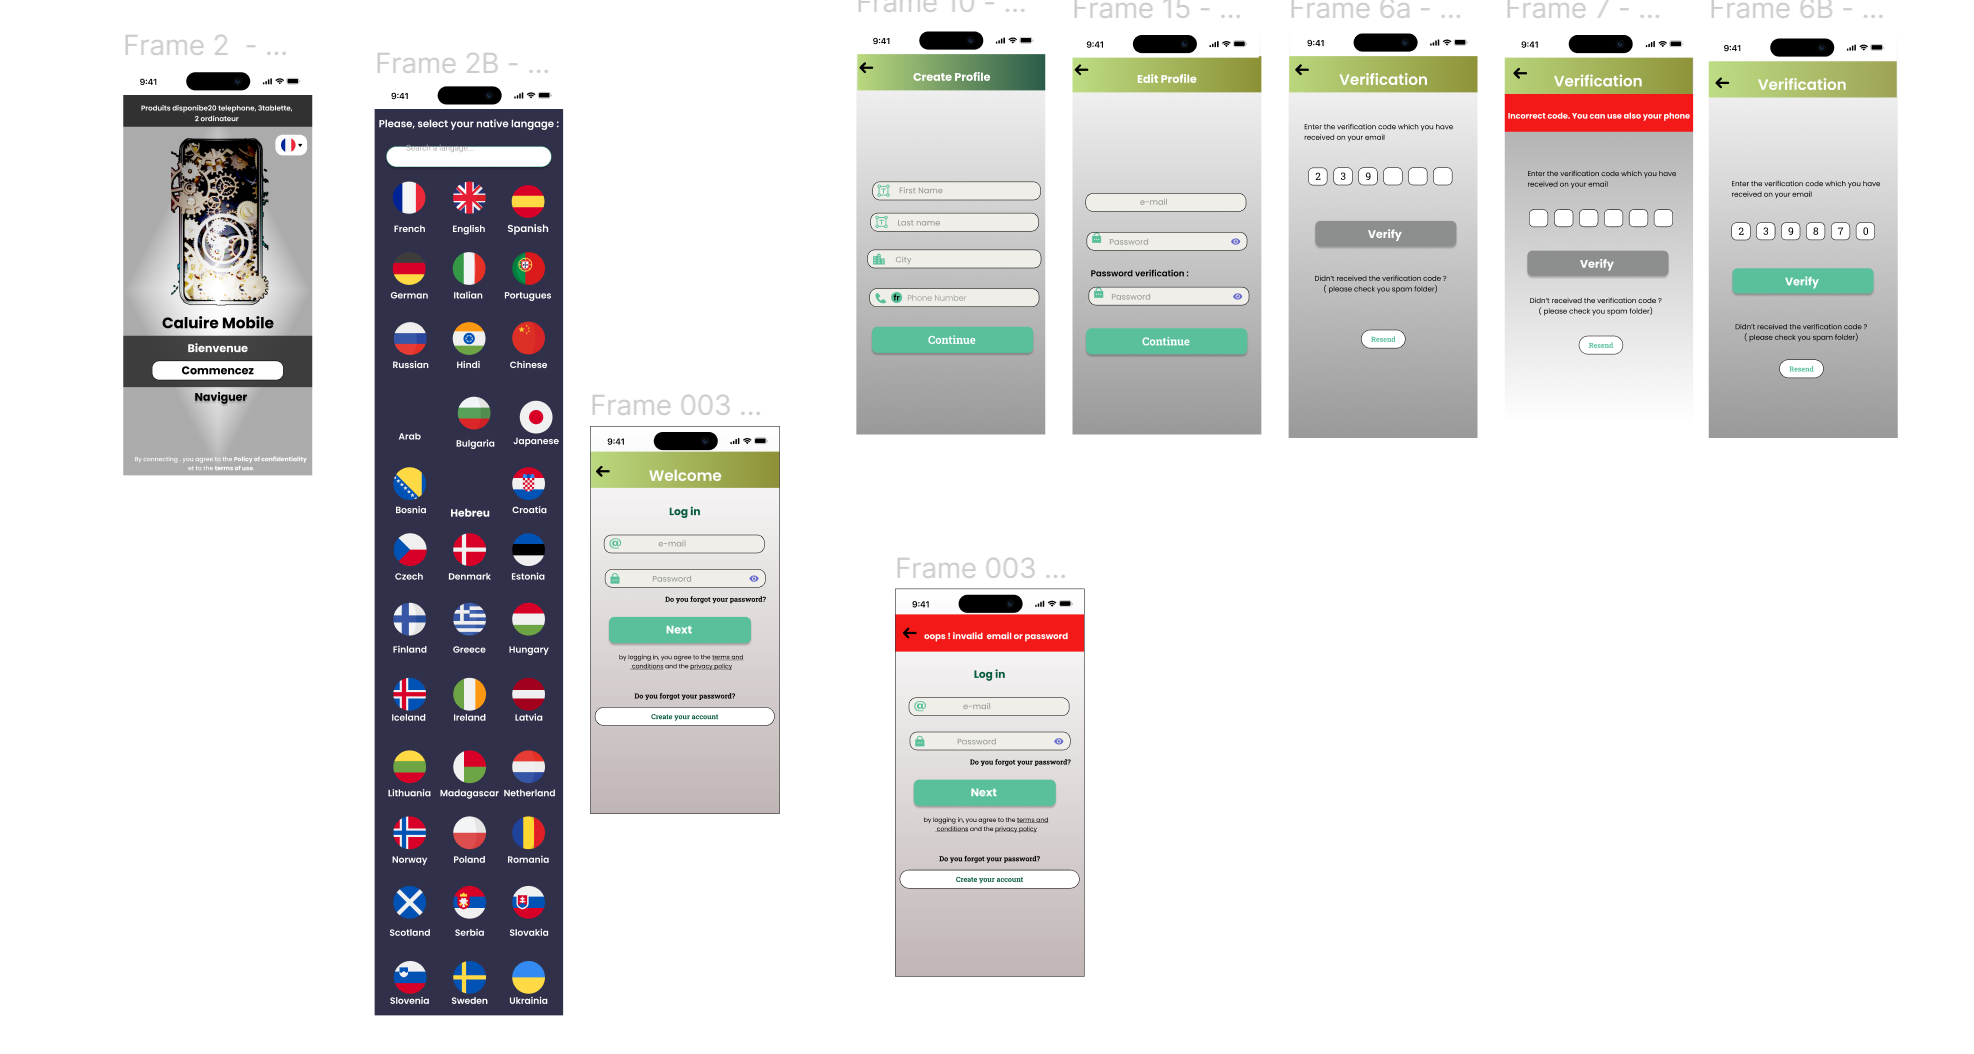 Frame 2 - ...
9:41
Produits disponibe20 telephone, 3tablette,
2 ordinateur
Caluire Mobile
Bienvenue
Commencez
Naviguer
By connecting , you agree to the Policy of confidentiality
et to the terms of use.
Frame 2B - ...
9:41
Please, select your native langage :
Search a langage...
French English Spanish
German Italian Portugues
Russian Hindi Chinese
Arab Bulgaria Japanese
Bosnia Hebreu Croatia
Czech Denmark Estonia
Finland Greece Hungary
Iceland Ireland Latvia
Lithuania Madagascar Netherland
Norway Poland Romania
Scotland Serbia Slovakia
Slovenia Sweden Ukrainia
Frame 003 ...
9:41
Welcome
Log in
@ e-mail
Password
Do you forgot your password?
Next
by logging in, you agree to the terms and
conditions and the privacy policy
Do you forgot your password?
Create your account
Frame 10 - ...
9:41
Create Profile
T First Name
T Last name
City
fr Phone Number
Continue
Frame 15 - ...
9:41
Edit Profile
e-mail
Password
Password verification :
Password
Continue
Frame 6a - ...
9:41
Verification
Enter the verification code which you have
received on your email
2 3 9
Verify
Didn't received the verification code ?
( please check you spam folder)
Resend
Frame 7 - ...
9:41
Verification
Incorrect code. You can use also your phone
Enter the verification code which you have
received on your email
Verify
Didn't received the verification code ?
( please check you spam folder)
Resend
Frame 6B - ...
9:41
Verification
Enter the verification code which you have
received on your email
2 3 9 8 7 0
Verify
Didn't received the verification code ?
( please check you spam folder)
Resend
Frame 003 ...
9:41
oops ! invalid email or password
Log in
@ e-mail
Password
Do you forgot your password?
Next
by logging in, you agree to the terms and
conditions and the privacy policy
Do you forgot your password?
Create your account